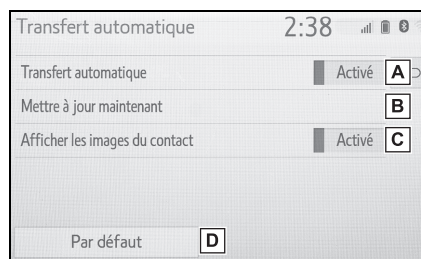 Transfert automatique 2:38
Transfert automatique Activé A
Mettre à jour maintenant B
Afficher les images du contact Activé C
Par défaut D